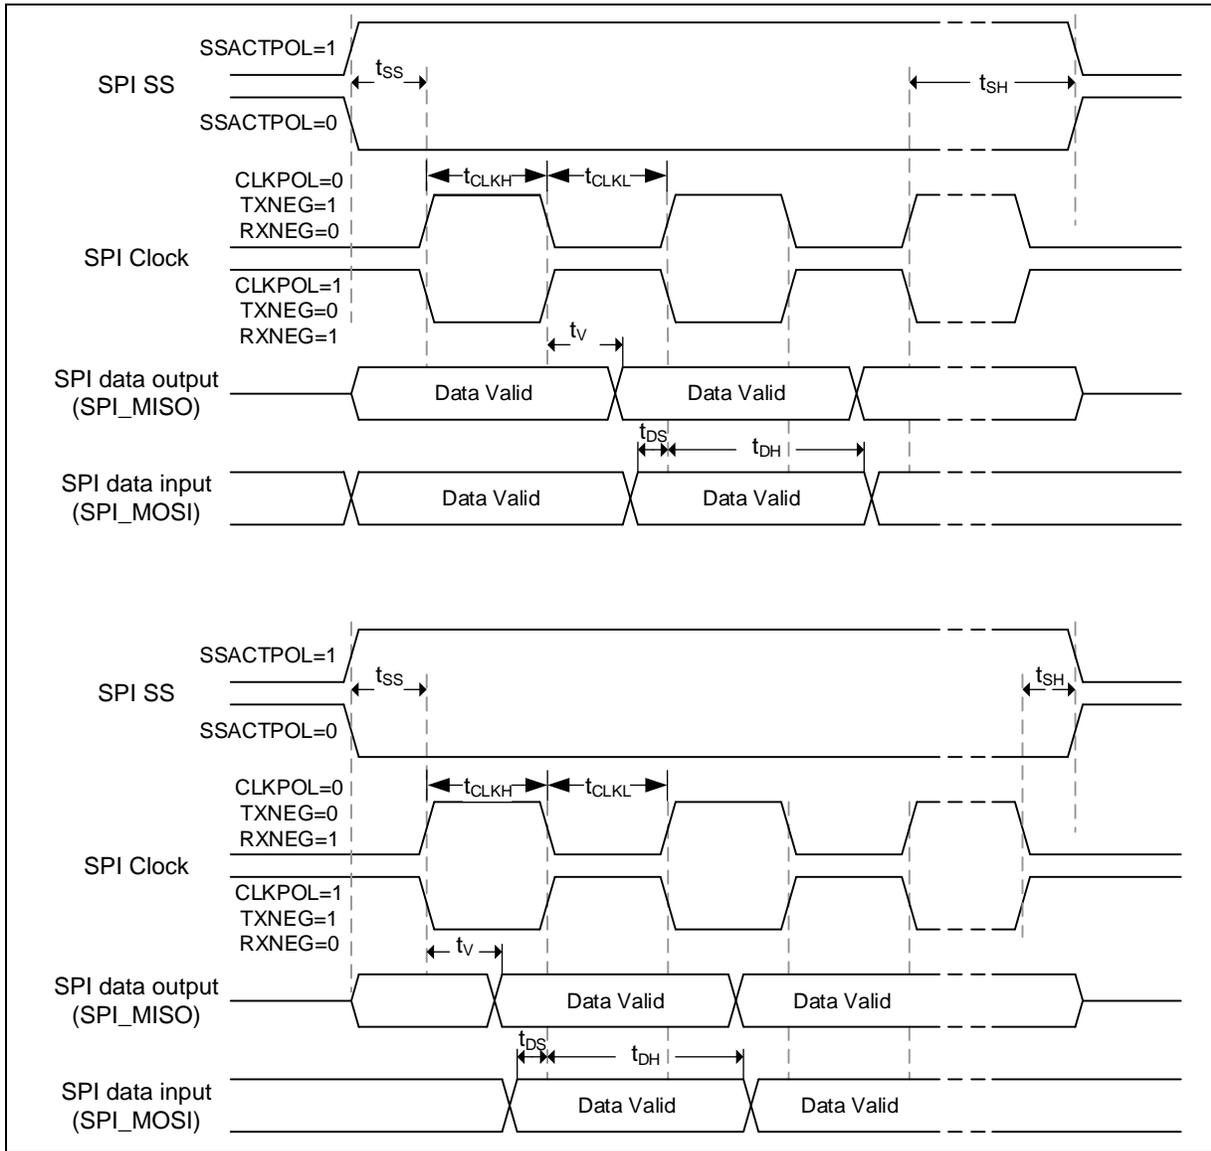 SSACTPOL=1
SPI SS
tSS
tSH
SSACTPOL=0
CLKPOL=0
TXNEG=1
RXNEG=0
tCLKH
tCLKL
SPI Clock
CLKPOL=1
TXNEG=0
RXNEG=1
tV
SPI data output
(SPI_MISO)
Data Valid
Data Valid
tDS
tDH
SPI data input
(SPI_MOSI)
Data Valid
Data Valid
SSACTPOL=1
SPI SS
tSS
tSH
SSACTPOL=0
CLKPOL=0
TXNEG=0
RXNEG=1
tCLKH
tCLKL
SPI Clock
CLKPOL=1
TXNEG=1
RXNEG=0
tV
SPI data output
(SPI_MISO)
Data Valid
Data Valid
tDS
tDH
SPI data input
(SPI_MOSI)
Data Valid
Data Valid